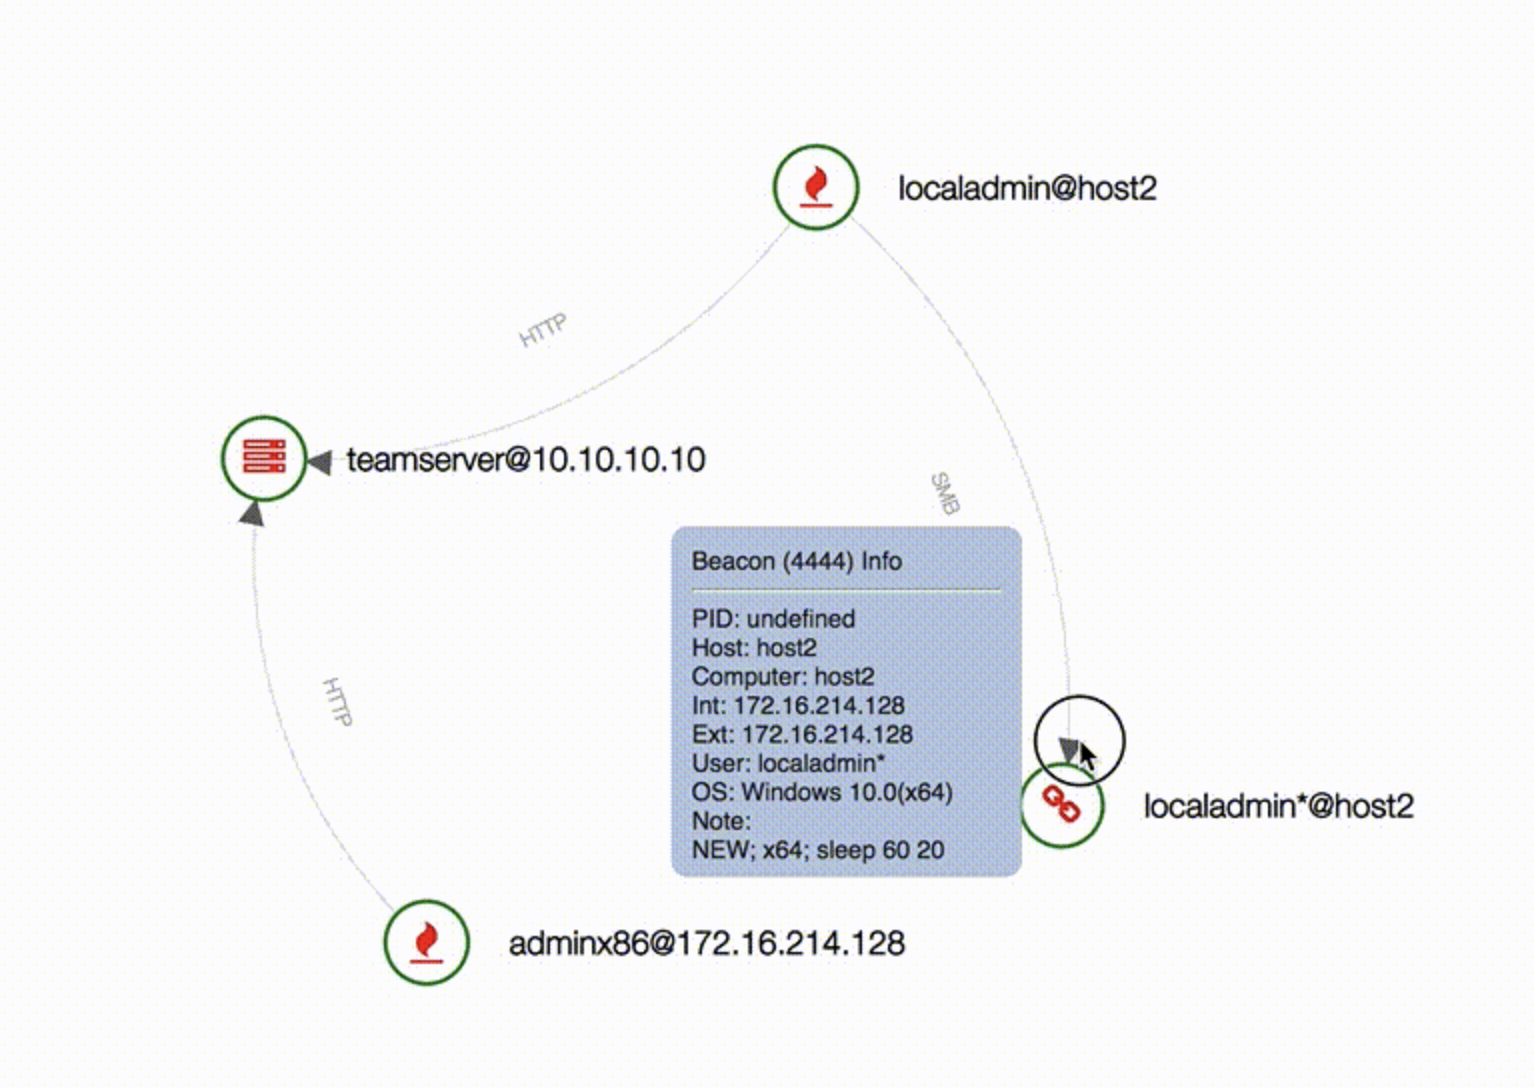 localadmin@host2
HTTP
teamserver@10.10.10.10
SMB
Beacon (4444) Info
PID: undefined
Host: host2
Computer: host2
Int: 172.16.214.128
Ext: 172.16.214.128
User: localadmin*
OS: Windows 10.0(x64)
Note:
NEW; x64; sleep 60 20
HTTP
localadmin*@host2
adminx86@172.16.214.128